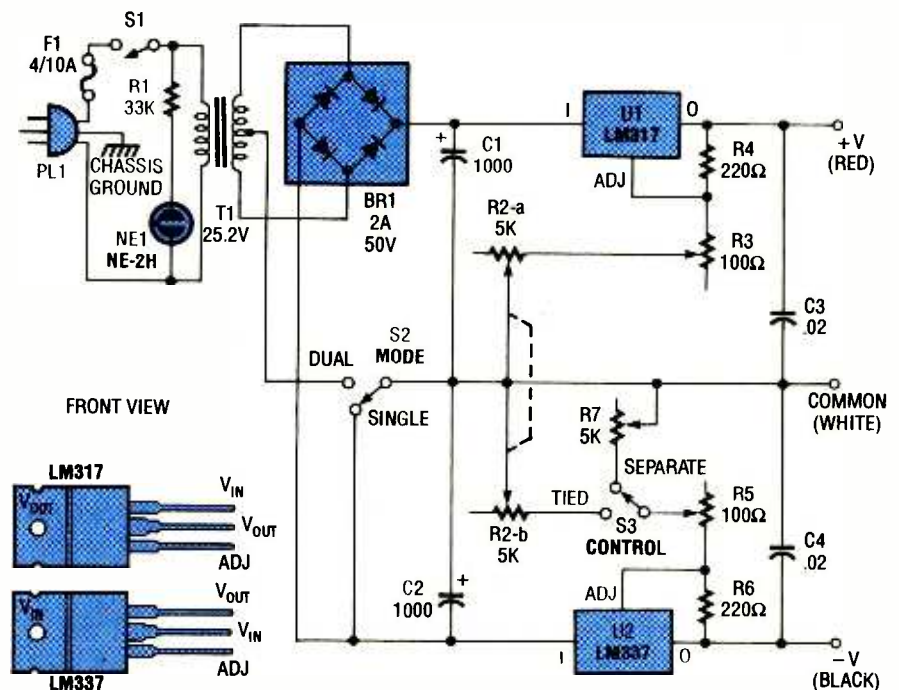 S1
F1
4/10A
R1
33K
PL1
CHASSIS
GROUND
NE1
NE-2H
T1
25.2V
BR1
2A
50V
+
C1
1000
I
U1
LM317
O
ADJ
R4
220Ω
+V
(RED)
R2-a
5K
R3
100Ω
C3
.02
S2
MODE
DUAL
SINGLE
COMMON
(WHITE)
R7
5K
SEPARATE
TIED
S3
CONTROL
R2-b
5K
R5
100Ω
C4
.02
C2
1000
+
ADJ
R6
220Ω
I
U2
LM337
O
–V
(BLACK)
FRONT VIEW
LM317
VOUT
VIN
VOUT
ADJ
VIN
VOUT
VIN
ADJ
LM337